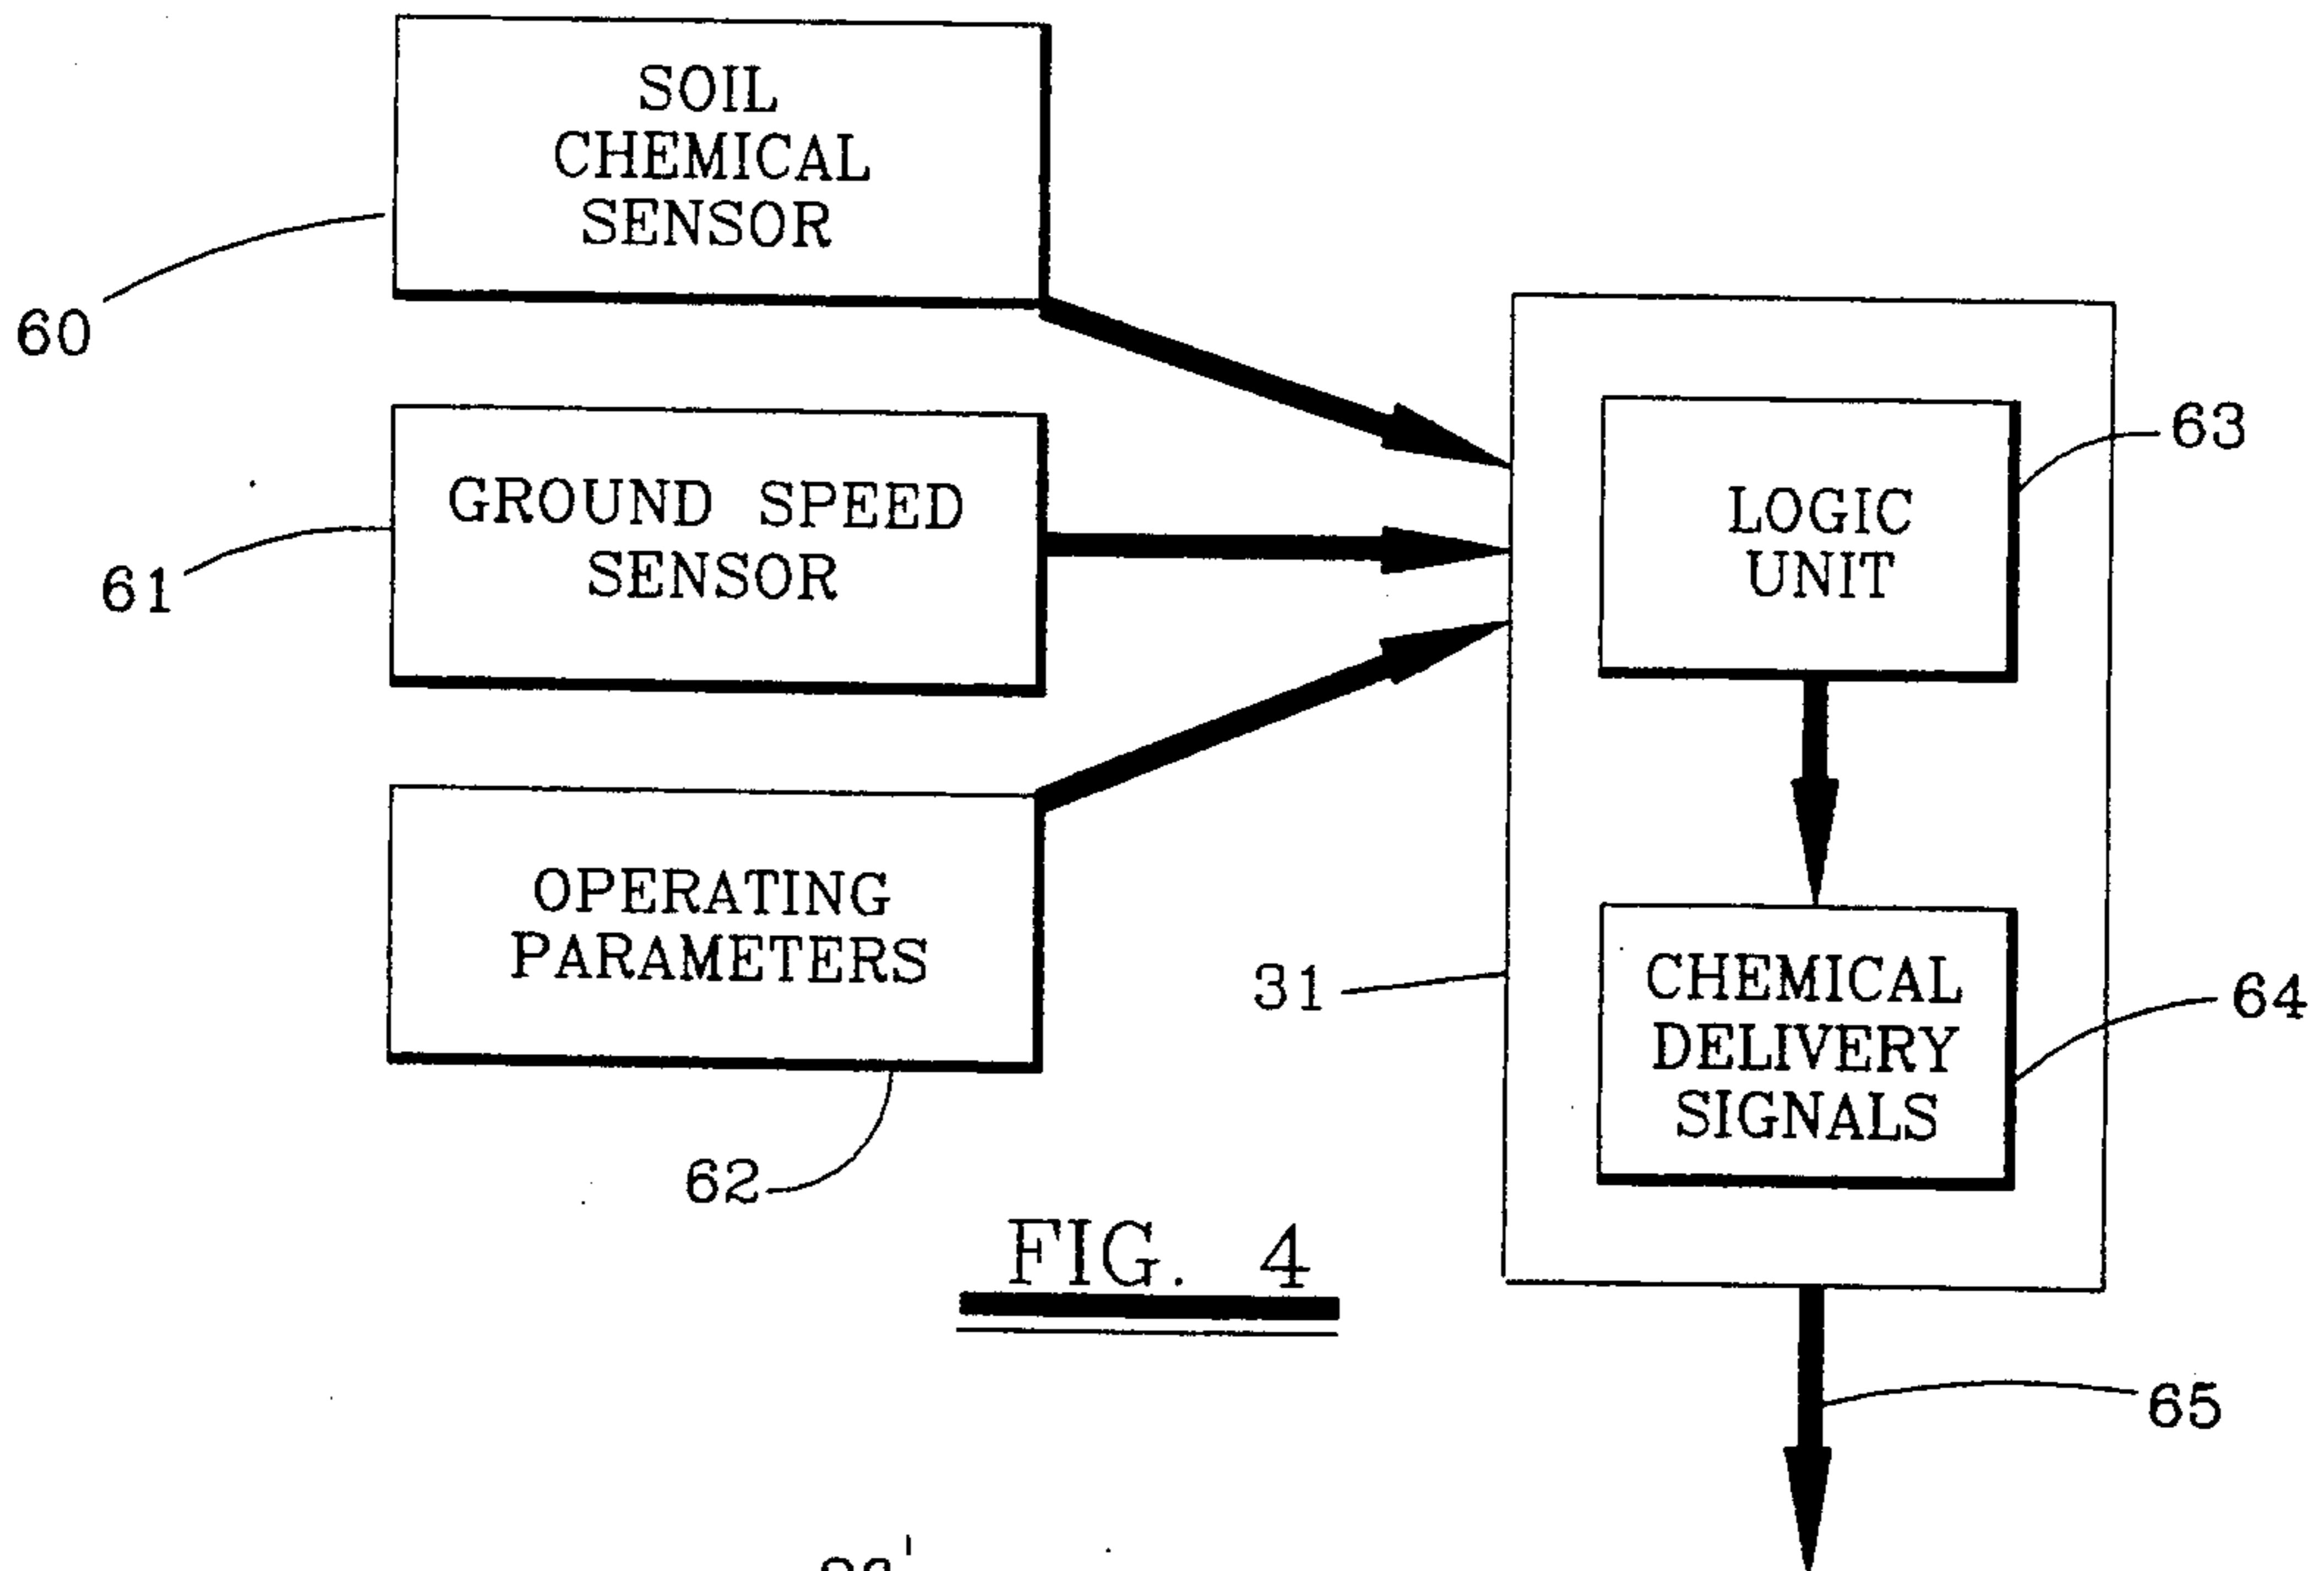 SOIL
CHEMICAL
SENSOR
60
GROUND SPEED
SENSOR
61
OPERATING
PARAMETERS
62
LOGIC
UNIT
63
CHEMICAL
DELIVERY
SIGNALS
64
31
65
FIG. 4